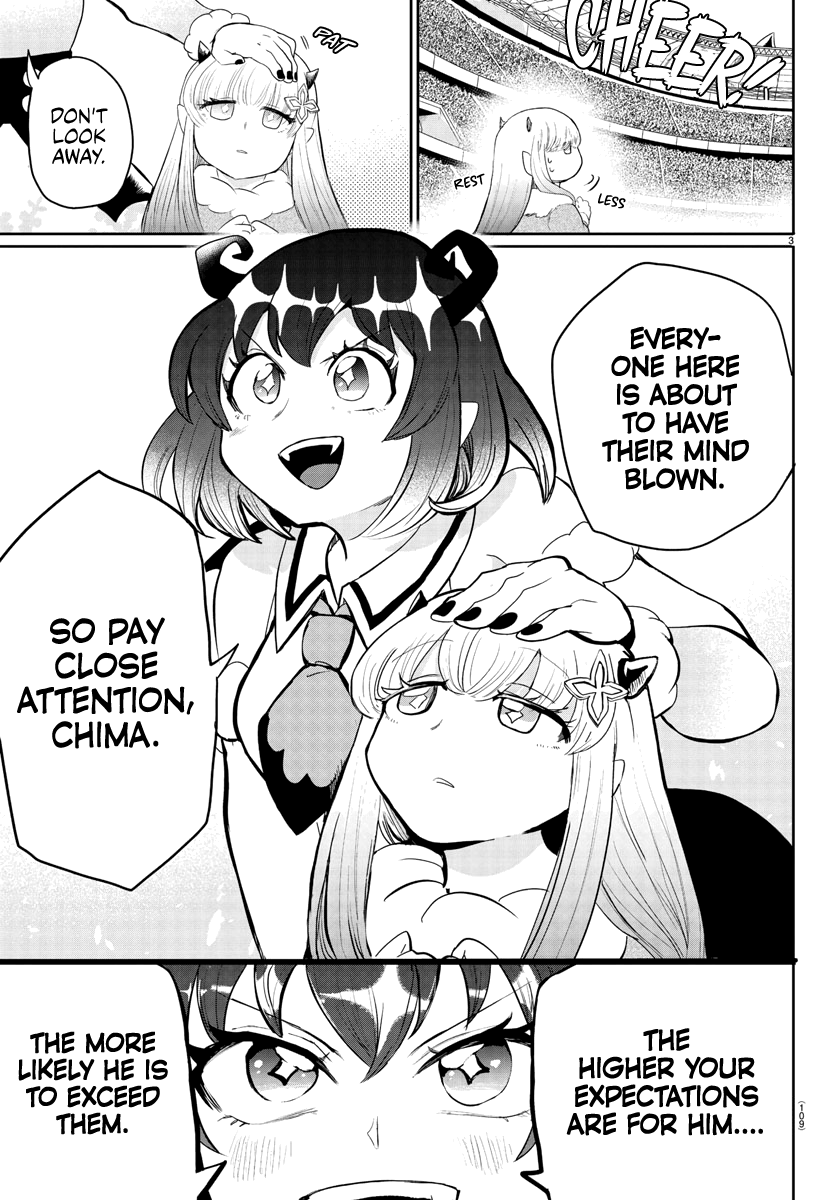 CHEER!
REST
LESS
PAT
DON'T
LOOK
AWAY.
3
EVERY-
ONE HERE
IS ABOUT
TO HAVE
THEIR MIND
BLOWN.
SO PAY
CLOSE
ATTENTION,
CHIMA.
THE
HIGHER YOUR
EXPECTATIONS
ARE FOR HIM....
THE MORE
LIKELY HE IS
TO EXCEED
THEM.
(109)